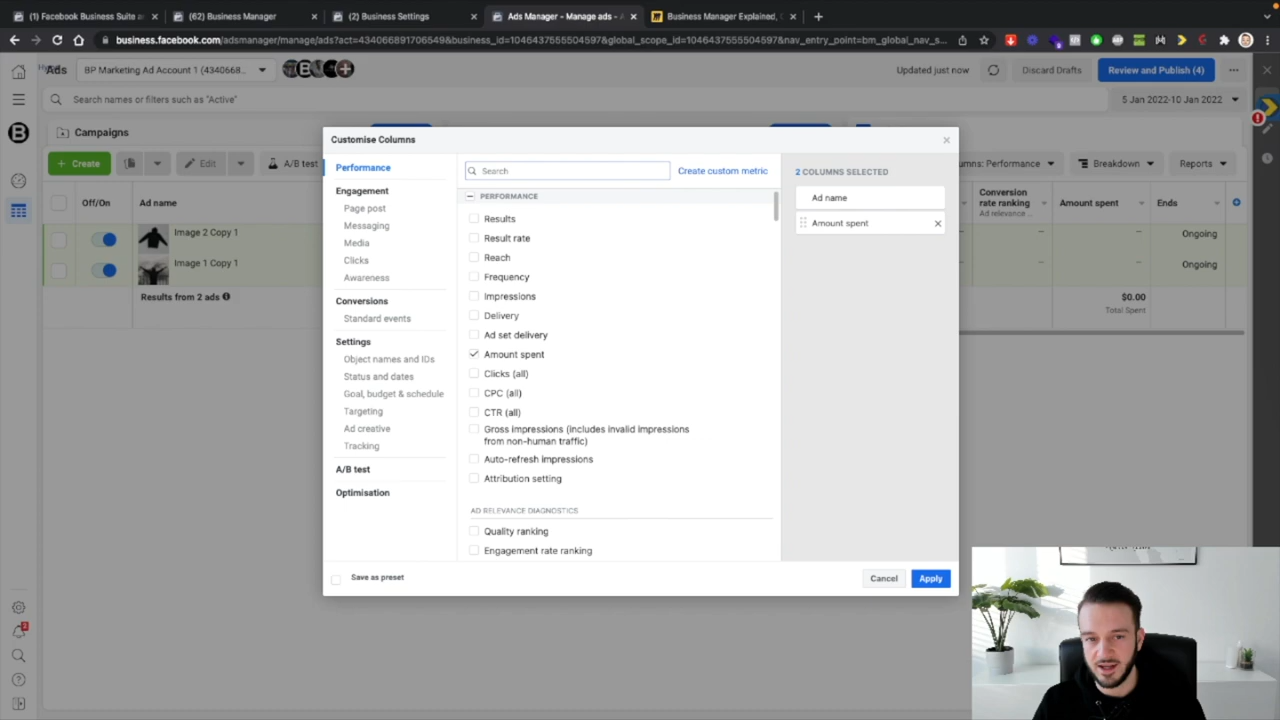 (1) Facebook Business Suite a
(62) Business Manager
(2) Business Settings
Ads Manager - Manage ads - A
Business Manager Explained, C
business.facebook.com/adsmanager/manage/ads?act=434066891706549&business_id=1046437555504597&global_scope_id=1046437555504597&nav_entry_point=bm_global_nav_s...
Ads
BP Marketing Ad Account 1 (4340668...
Updated just now
Discard Drafts
Review and Publish (4)
Search names or filters such as "Active"
5 Jan 2022-10 Jan 2022
Campaigns
Create
Edit
A/B test
umns: Performance
Breakdown
Reports
Off/On
Ad name
Conversion
rate ranking
Ad relevance ...
Amount spent
Ends
Image 2 Copy 1
Ongoing
Image 1 Copy 1
Ongoing
Results from 2 ads
$0.00
Total Spent
Customise Columns
Performance
Engagement
Page post
Messaging
Media
Clicks
Awareness
Conversions
Standard events
Settings
Object names and IDs
Status and dates
Goal, budget & schedule
Targeting
Ad creative
Tracking
A/B test
Optimisation
Search
Create custom metric
PERFORMANCE
Results
Result rate
Reach
Frequency
Impressions
Delivery
Ad set delivery
Amount spent
Clicks (all)
CPC (all)
CTR (all)
Gross impressions (includes invalid impressions
from non-human traffic)
Auto-refresh impressions
Attribution setting
AD RELEVANCE DIAGNOSTICS
Quality ranking
Engagement rate ranking
2 COLUMNS SELECTED
Ad name
Amount spent
Save as preset
Cancel
Apply